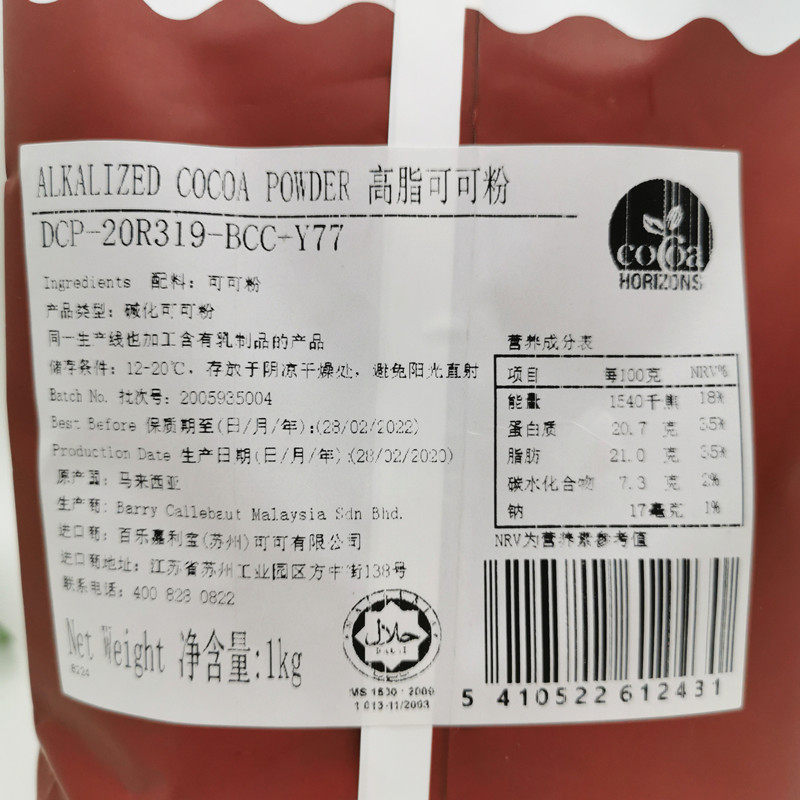 ALKALIZED COCOA POWDER 高脂可可粉
DCP-20R319-BCC-Y77
cocoa
HORIZONS
Ingredients 配料: 可可粉
产品类型: 碱化可可粉
同一生产线也加工含有乳制品的产品
储存条件: 12-20℃, 存放于阴凉干燥处, 避免阳光直射
Batch No. 批次号: 2005935004
Best Before 保质期至(日/月/年):(28/02/2022)
Production Date 生产日期(日/月/年):(28/02/2020)
原产国: 马来西亚
生产商: Barry Callebaut Malaysia Sdn Bhd.
进口商: 百乐嘉利宝(苏州)可可有限公司
进口商地址: 江苏省苏州工业园区方中街138号
联系电话: 400 828 0822
Net Weight 净含量:1kg
8224
营养成分表
项目 每100克 NRV%
能量 1540千焦 18%
蛋白质 20.7 克 35%
脂肪 21.0 克 35%
碳水化合物 7.3 克 2%
钠 17毫克 1%
NRV为营养素参考值
حلال
HALAL
MS 1500 : 2009
1 013-11/2003
5 410522 612431